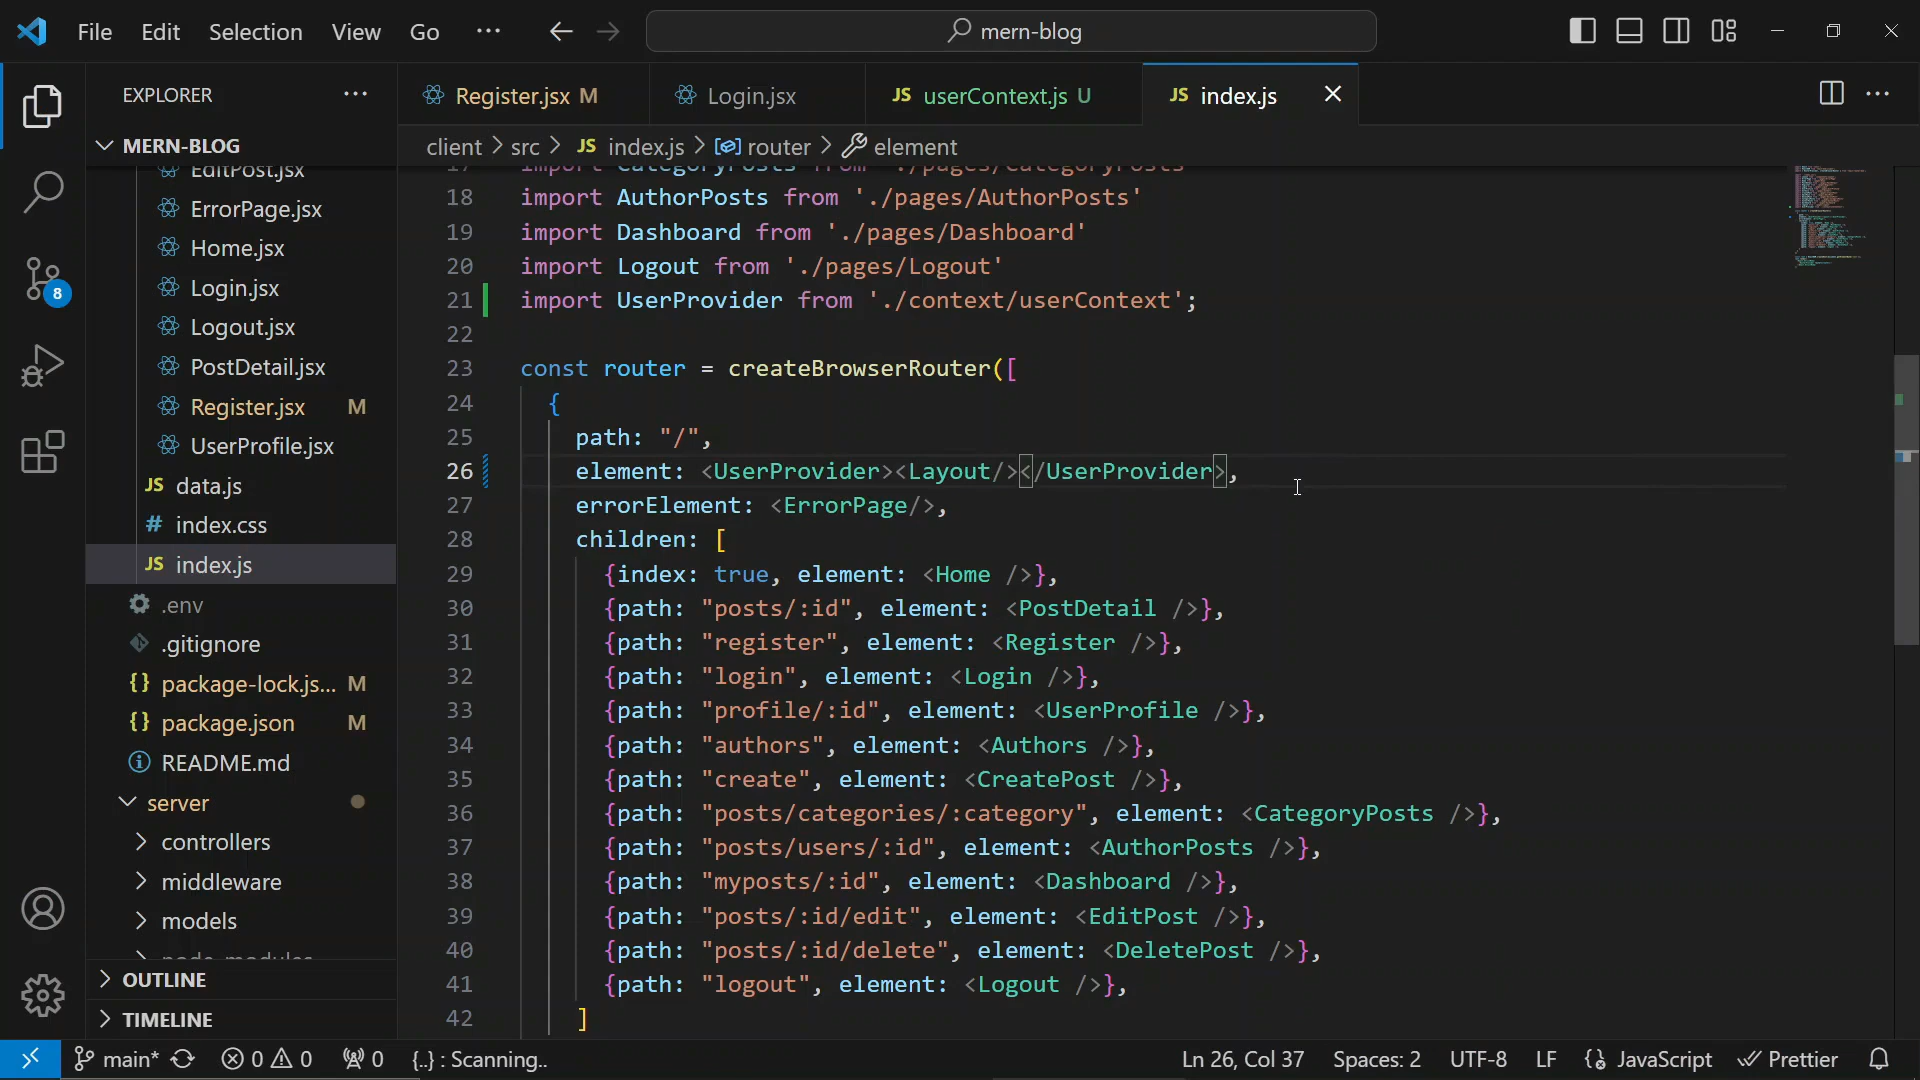 File Edit Selection View Go ··· mern-blog
EXPLORER ···
Register.jsx M
Login.jsx
JS userContext.js U
JS index.js
MERN-BLOG
client > src > JS index.js > router > element
EditPost.jsx
ErrorPage.jsx
Home.jsx
Login.jsx
Logout.jsx
PostDetail.jsx
Register.jsx M
UserProfile.jsx
JS data.js
# index.css
JS index.js
.env
.gitignore
{} package-lock.js... M
{} package.json M
README.md
server
controllers
middleware
models
node_modules
OUTLINE
TIMELINE
17 import CategoryPosts from './pages/CategoryPosts'
18 import AuthorPosts from './pages/AuthorPosts'
19 import Dashboard from './pages/Dashboard'
20 import Logout from './pages/Logout'
21 import UserProvider from './context/userContext';
22
23 const router = createBrowserRouter([
24 {
25 path: "/",
26 element: <UserProvider><Layout/></UserProvider>,
27 errorElement: <ErrorPage/>,
28 children: [
29 {index: true, element: <Home />},
30 {path: "posts/:id", element: <PostDetail />},
31 {path: "register", element: <Register />},
32 {path: "login", element: <Login />},
33 {path: "profile/:id", element: <UserProfile />},
34 {path: "authors", element: <Authors />},
35 {path: "create", element: <CreatePost />},
36 {path: "posts/categories/:category", element: <CategoryPosts />},
37 {path: "posts/users/:id", element: <AuthorPosts />},
38 {path: "myposts/:id", element: <Dashboard />},
39 {path: "posts/:id/edit", element: <EditPost />},
40 {path: "posts/:id/delete", element: <DeletePost />},
41 {path: "logout", element: <Logout />},
42 ]
8
main* 0 0 0 {..} : Scanning.. Ln 26, Col 37 Spaces: 2 UTF-8 LF JavaScript Prettier